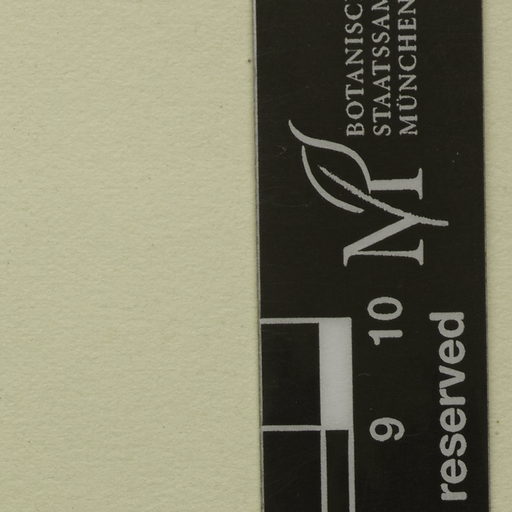 BOTANISC
STAATSSAM
MÜNCHEN
M
9 10
reserved